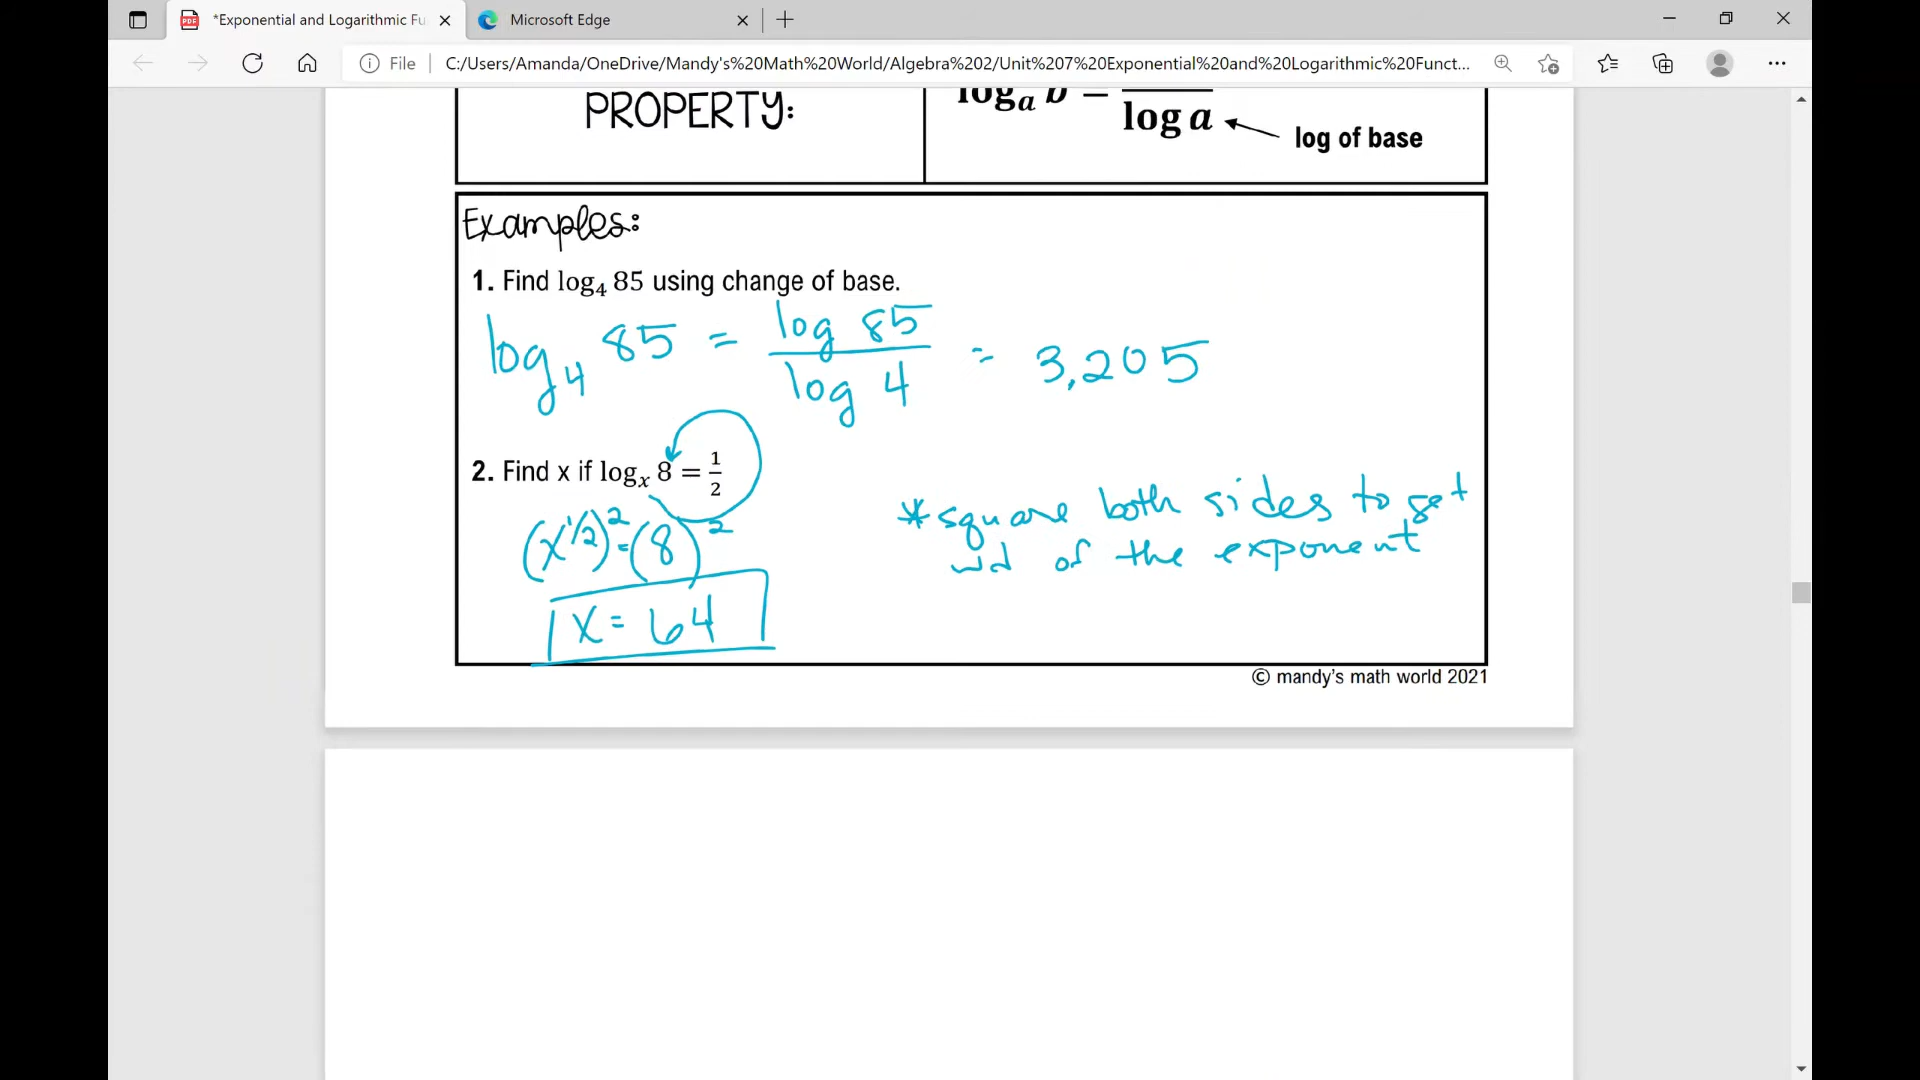 *Exponential and Logarithmic Fu
Microsoft Edge
File
C:/Users/Amanda/OneDrive/Mandy's%20Math%20World/Algebra%202/Unit%207%20Exponential%20and%20Logarithmic%20Funct...
PROPERTY:
logₐ b =
log a
log of base
Examples:
1. Find log₄ 85 using change of base.
log₄ 85 = log 85 / log 4 = 3.205
2. Find x if logₓ 8 = 1/2
(x^1/2)² = (8)²
*square both sides to get
rid of the exponent
x = 64
© mandy's math world 2021